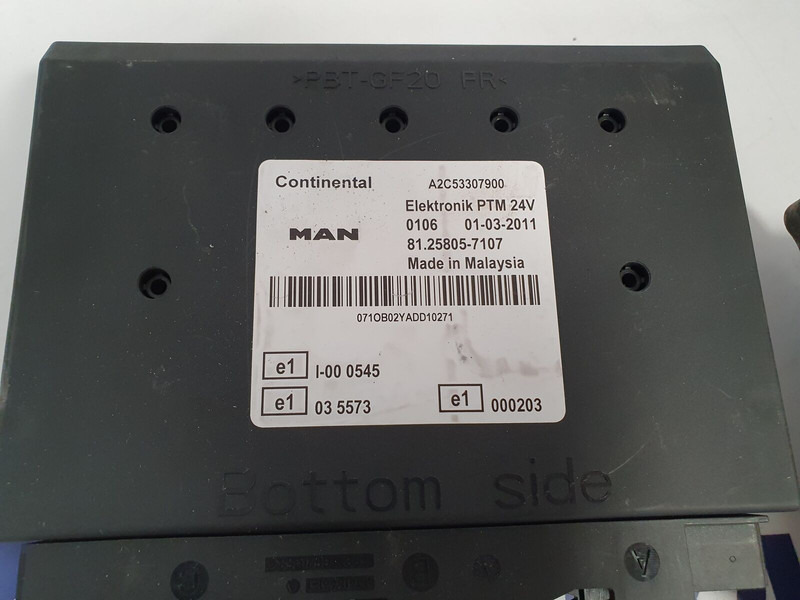 >PBT-GF20 FR<
Continental A2C53307900
Elektronik PTM 24V
MAN 0106 01-03-2011
81.25805-7107
Made in Malaysia
071OB02YADD10271
e1 I-00 0545
e1 03 5573 e1 000203
Bottom side